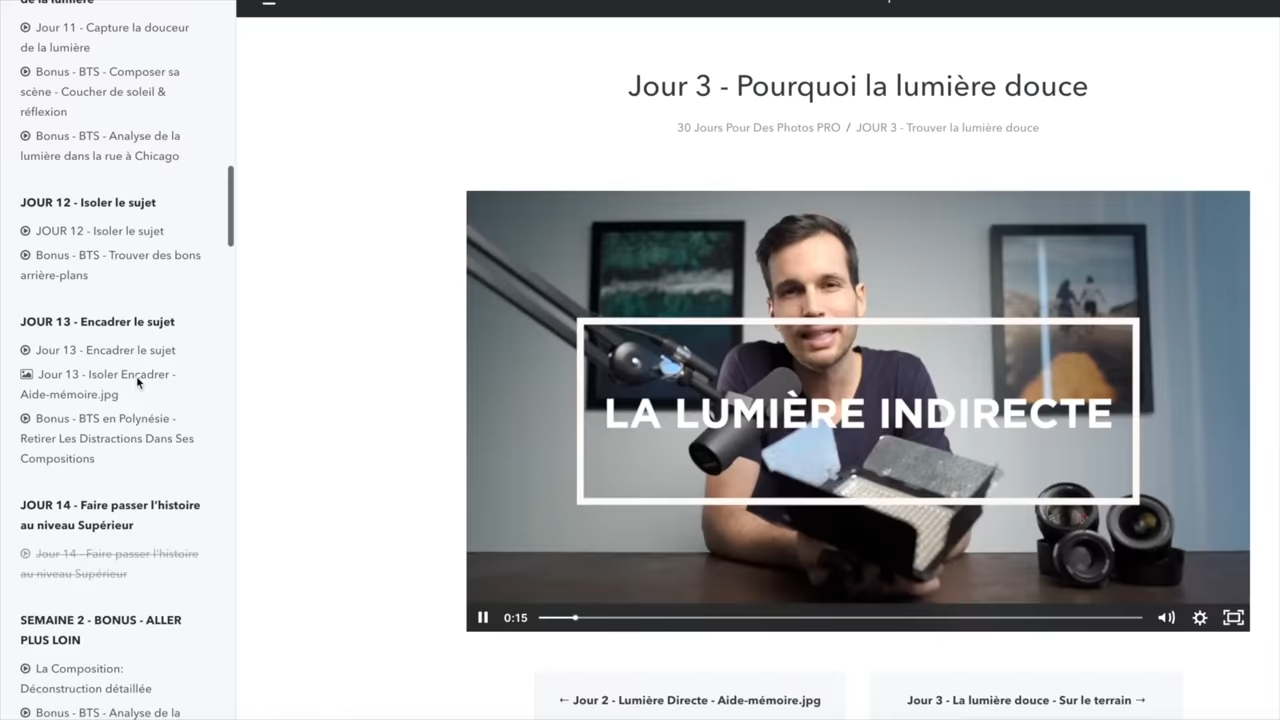 de la lumière
Jour 11 - Capture la douceur
de la lumière
Bonus - BTS - Composer sa
scène - Coucher de soleil &
réflexion
Bonus - BTS - Analyse de la
lumière dans la rue à Chicago
JOUR 12 - Isoler le sujet
JOUR 12 - Isoler le sujet
Bonus - BTS - Trouver des bons
arrière-plans
JOUR 13 - Encadrer le sujet
Jour 13 - Encadrer le sujet
Jour 13 - Isoler Encadrer -
Aide-mémoire.jpg
Bonus - BTS en Polynésie -
Retirer Les Distractions Dans Ses
Compositions
JOUR 14 - Faire passer l'histoire
au niveau Supérieur
Jour 14 - Faire passer l'histoire
au niveau Supérieur
SEMAINE 2 - BONUS - ALLER
PLUS LOIN
La Composition:
Déconstruction détaillée
Bonus - BTS - Analyse de la
Jour 3 - Pourquoi la lumière douce
30 Jours Pour Des Photos PRO / JOUR 3 - Trouver la lumière douce
LA LUMIÈRE INDIRECTE
0:15
← Jour 2 - Lumière Directe - Aide-mémoire.jpg
Jour 3 - La lumière douce - Sur le terrain →